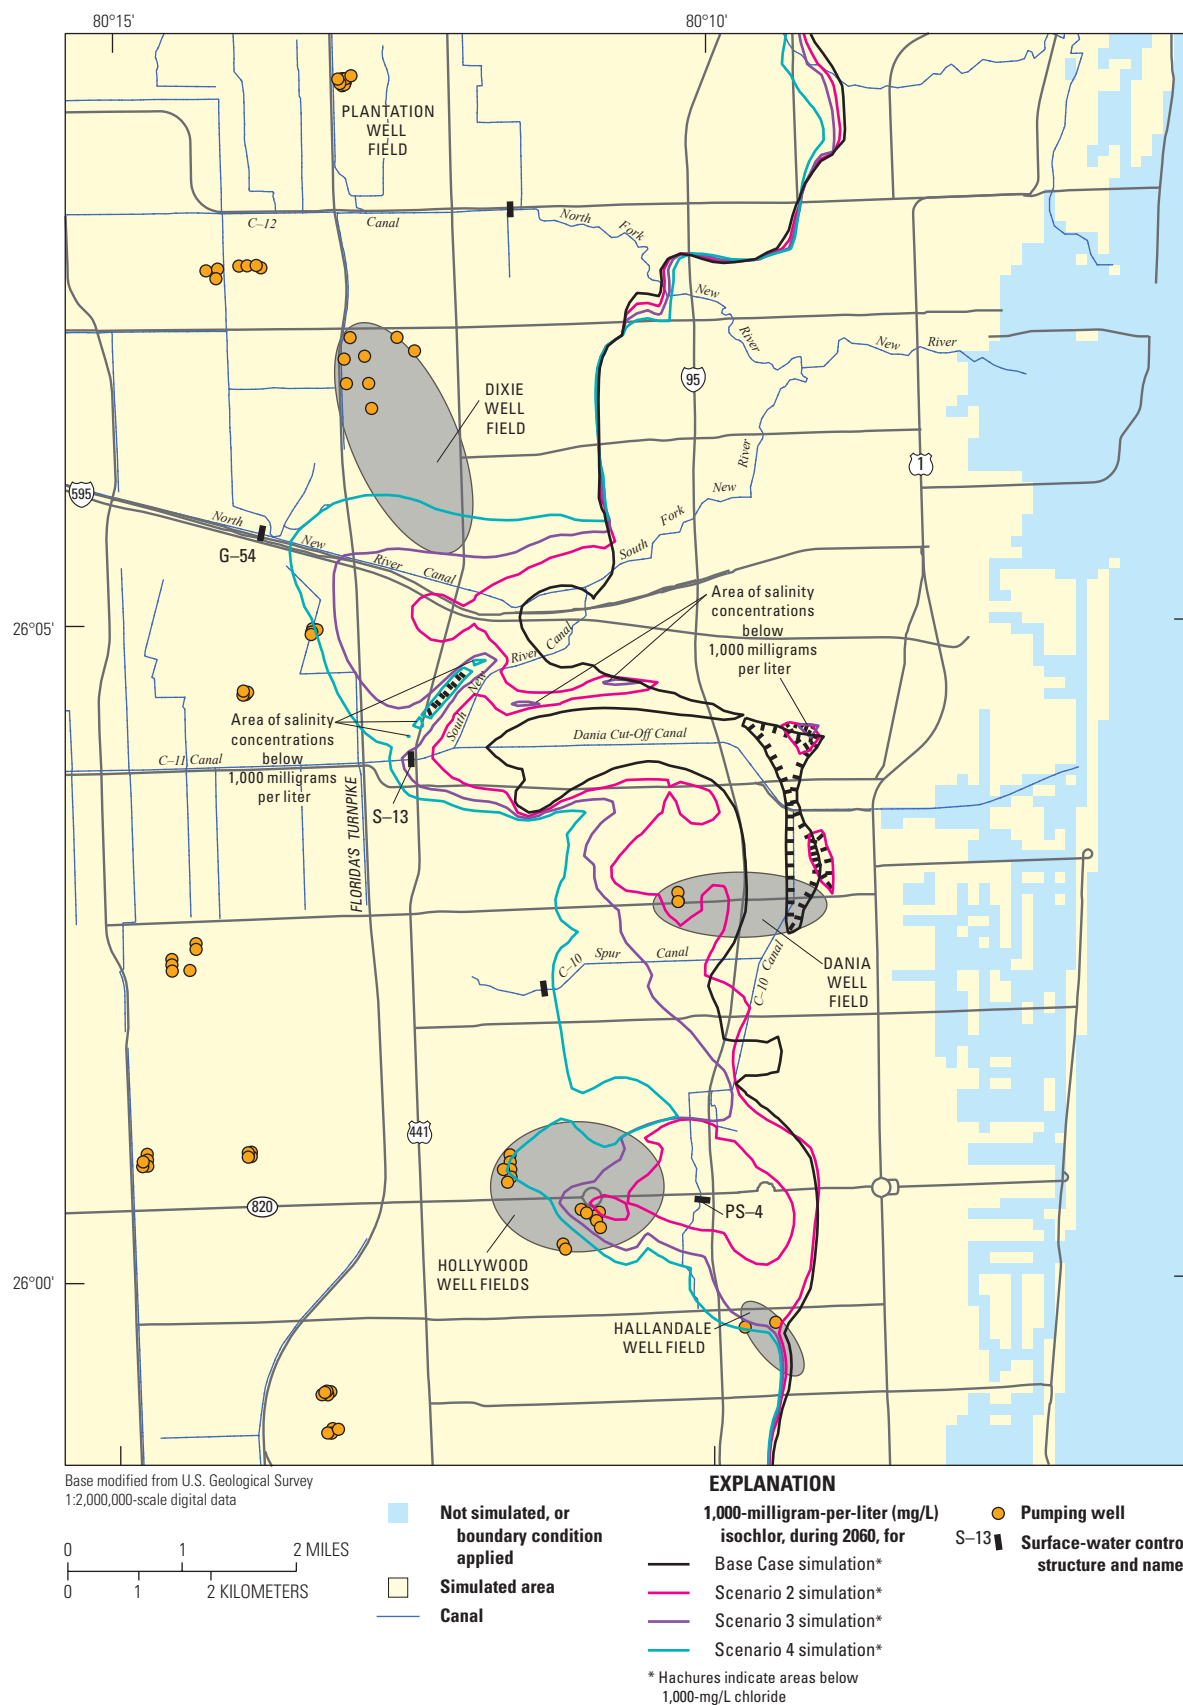 80°15'
80°10'
PLANTATION
WELL
FIELD
C–12
Canal
North
Fork
New
River
New
River
DIXIE
WELL
FIELD
95
1
River
New
Fork
South
595
North
New
River
Canal
G–54
26°05'
Area of salinity
concentrations
below
1,000 milligrams
per liter
Canal
River
New
South
Area of salinity
concentrations
below
1,000 milligrams
per liter
Dania Cut-Off Canal
C–11 Canal
S–13
FLORIDA'S TURNPIKE
C–10
Spur
Canal
C–10 Canal
DANIA
WELL
FIELD
441
820
PS–4
HOLLYWOOD
WELL FIELDS
26°00'
HALLANDALE
WELL FIELD
Base modified from U.S. Geological Survey
1:2,000,000-scale digital data
0 1 2 MILES
0 1 2 KILOMETERS
EXPLANATION
Not simulated, or
boundary condition
applied
Simulated area
Canal
1,000-milligram-per-liter (mg/L)
isochlor, during 2060, for
Base Case simulation*
Scenario 2 simulation*
Scenario 3 simulation*
Scenario 4 simulation*
* Hachures indicate areas below
1,000-mg/L chloride
Pumping well
S–13
Surface-water contro
structure and name